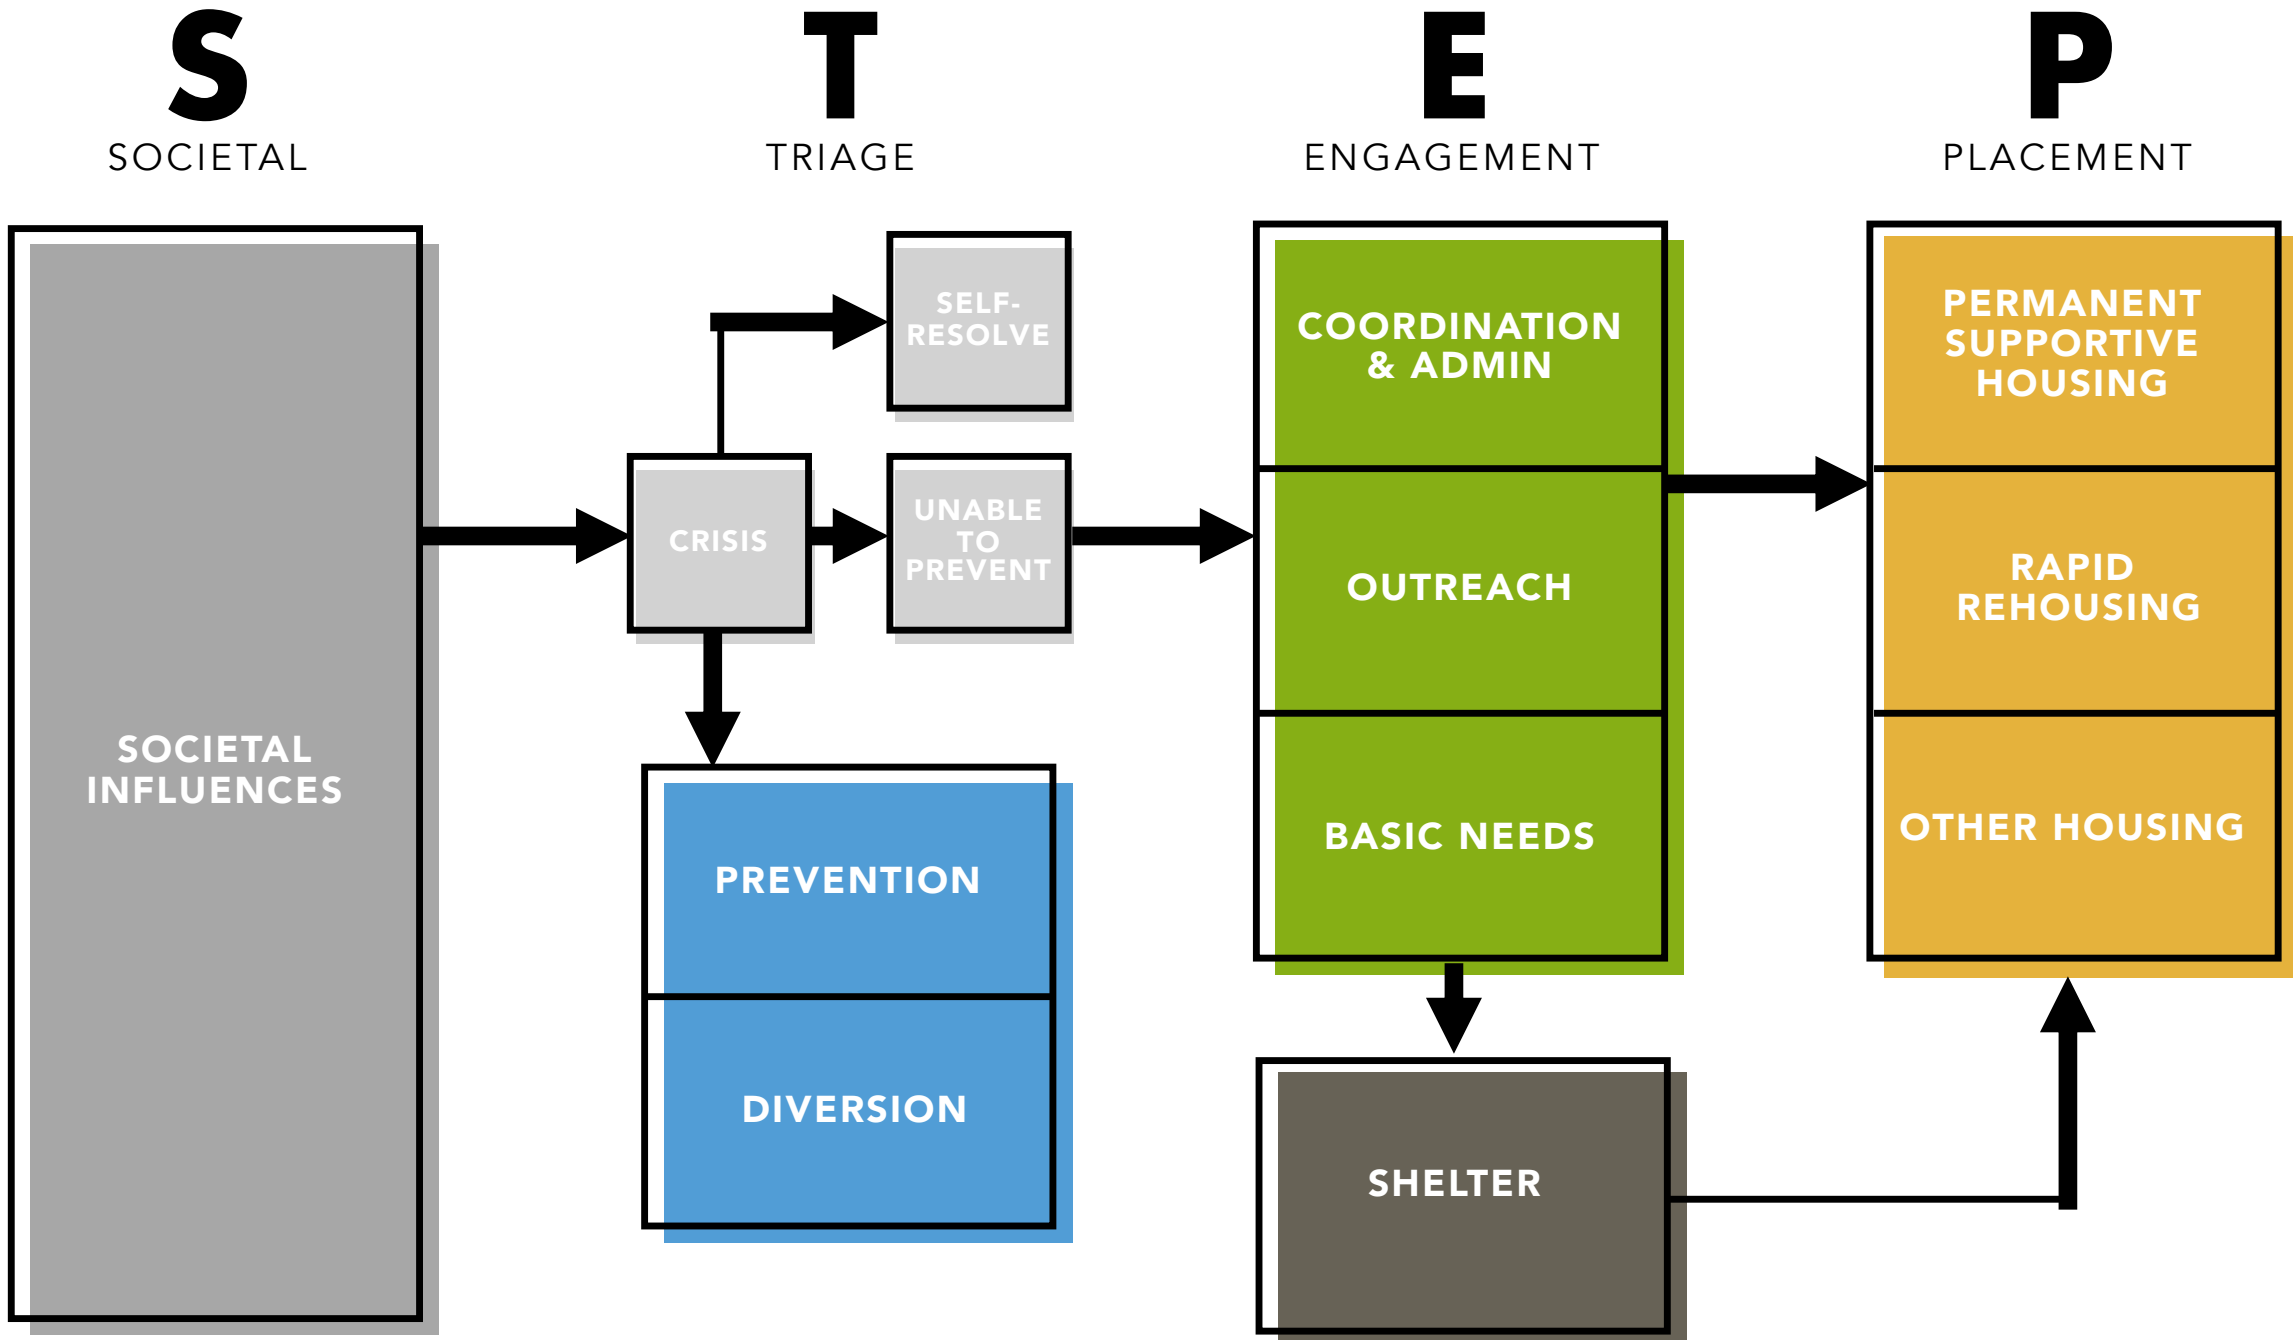 S
SOCIETAL
T
TRIAGE
E
ENGAGEMENT
P
PLACEMENT
SOCIETAL
INFLUENCES
SELF-
RESOLVE
CRISIS
UNABLE
TO
PREVENT
PREVENTION
DIVERSION
COORDINATION
& ADMIN
OUTREACH
BASIC NEEDS
SHELTER
PERMANENT
SUPPORTIVE
HOUSING
RAPID
REHOUSING
OTHER HOUSING